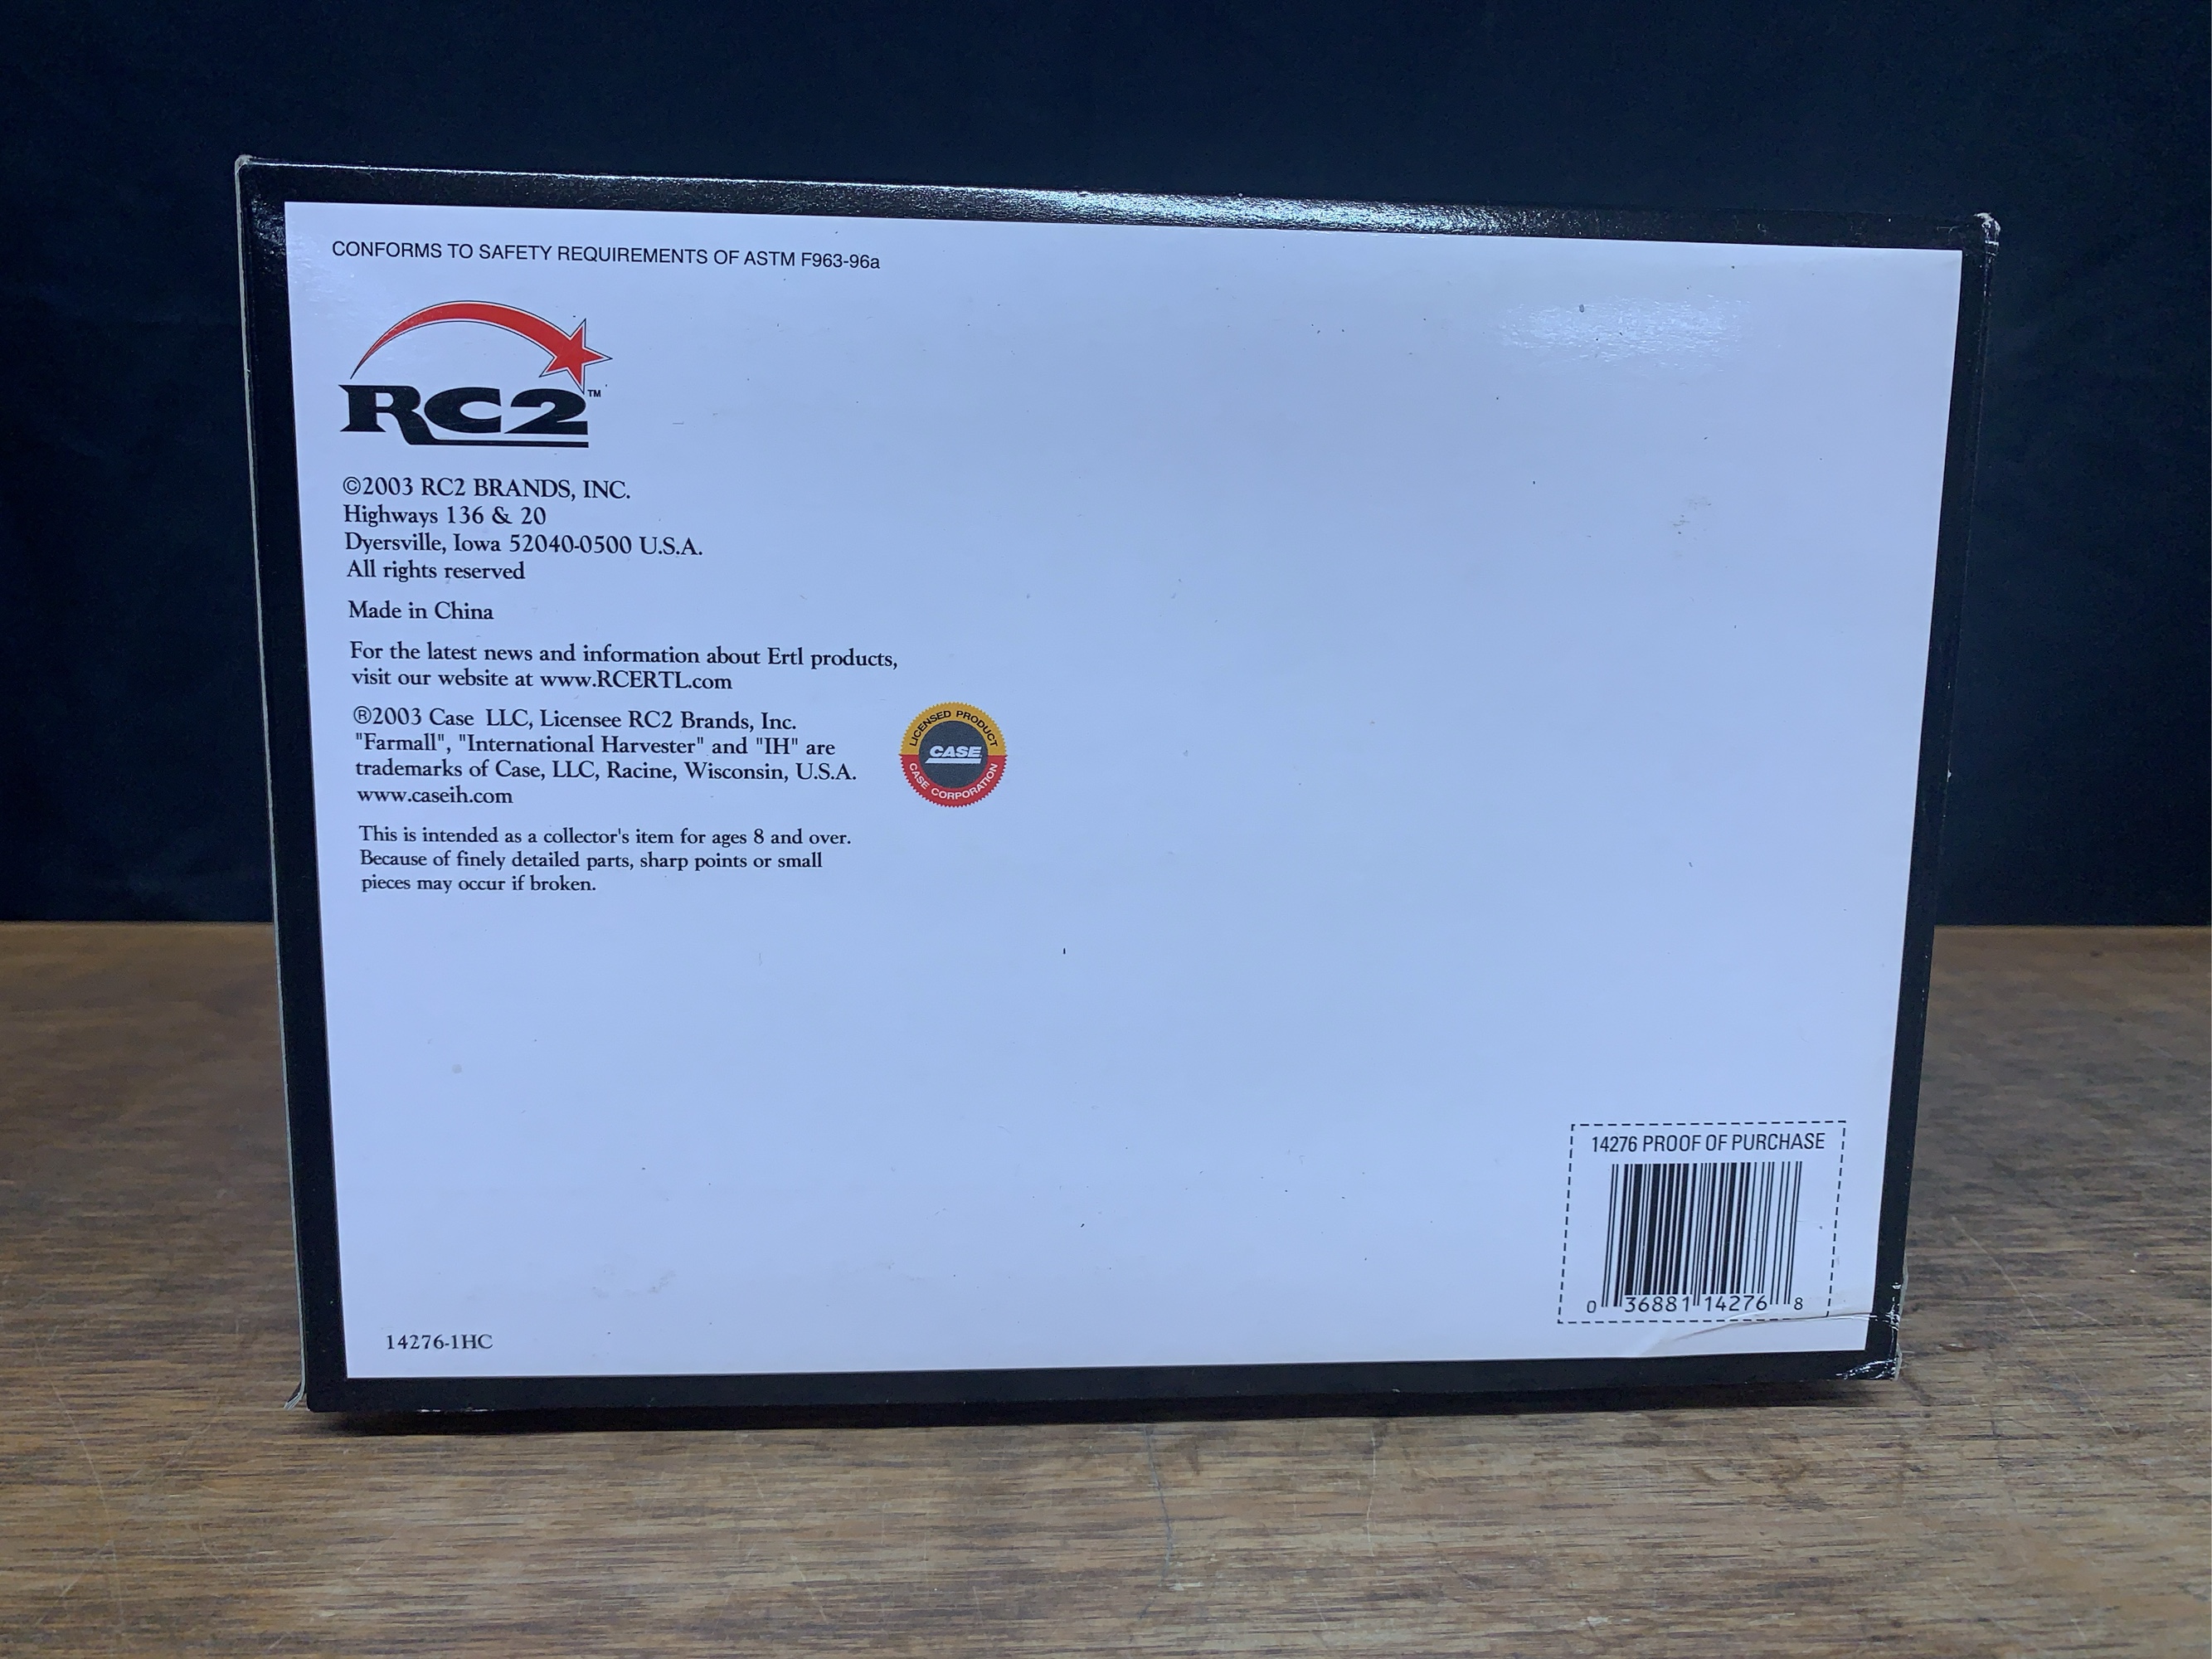 CONFORMS TO SAFETY REQUIREMENTS OF ASTM F963-96a
RC2™
©2003 RC2 BRANDS, INC.
Highways 136 & 20
Dyersville, Iowa 52040-0500 U.S.A.
All rights reserved
Made in China
For the latest news and information about Ertl products,
visit our website at www.RCERTL.com
®2003 Case LLC, Licensee RC2 Brands, Inc.
"Farmall", "International Harvester" and "IH" are
trademarks of Case, LLC, Racine, Wisconsin, U.S.A.
www.caseih.com
LICENSED PRODUCT
CASE
CASE CORPORATION
This is intended as a collector's item for ages 8 and over.
Because of finely detailed parts, sharp points or small
pieces may occur if broken.
14276 PROOF OF PURCHASE
0 36881 14276 8
14276-1HC